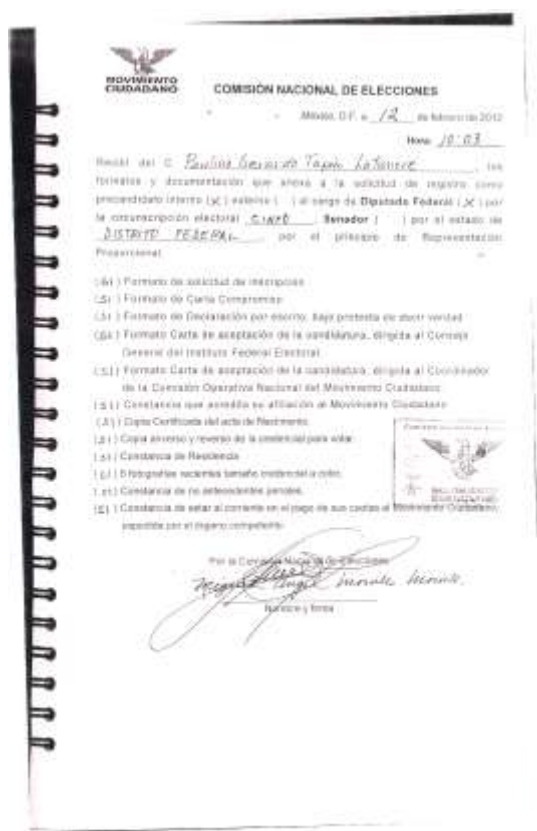 MOVIMIENTO
CIUDADANO
COMISIÓN NACIONAL DE ELECCIONES
México, D.F. a 12 de febrero de 2012
Hora: 10:03
Recibí del C. Paulino Gerardo Tapia, los
formatos y documentación que anexa a la solicitud de registro como
precandidato interno (X) externo ( ) al cargo de Diputado Federal (X) por
la circunscripción electoral CINCO, Senador ( ) por el estado de
DISTRITO FEDERAL, por el principio de Representación
Proporcional.
(Si) Formato de solicitud de inscripción
(Si) Formato de Carta Compromiso
(Si) Formato de Declaración por escrito, bajo protesta de decir verdad
(Si) Formato Carta de aceptación de la candidatura, dirigida al Consejo
General del Instituto Federal Electoral
(Si) Formato Carta de aceptación de la candidatura, dirigida al Coordinador
de la Comisión Operativa Nacional del Movimiento Ciudadano
(Si) Constancia que acredita su afiliación al Movimiento Ciudadano
(Si) Copia Certificada del acta de Nacimiento
(Si) Copia anverso y reverso de la credencial para votar
(Si) Constancia de Residencia
(Si) 6 fotografías recientes tamaño credencial a color.
(Si) Constancia de no antecedentes penales.
(Si) Constancia de estar al corriente en el pago de sus cuotas al Movimiento Ciudadano,
expedida por el órgano competente
Por la Comisión Nacional de Elecciones
Miguel Angel Morales
Nombre y firma